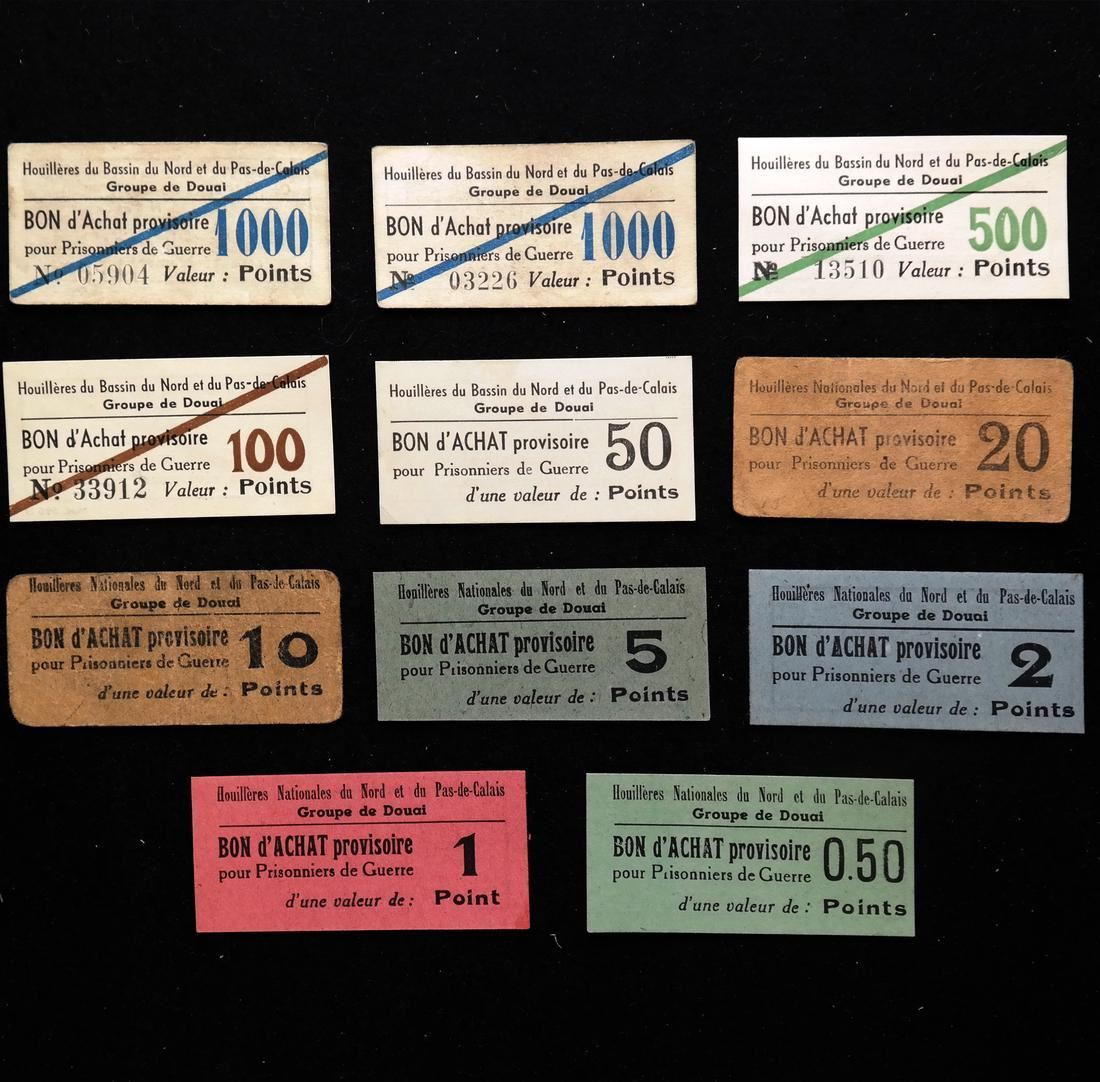 Houillères du Bassin du Nord et du Pas-de-Calais
Groupe de Douai
BON d'Achat provisoire 1000
pour Prisonniers de Guerre
Nº 05904 Valeur : Points
Houillères du Bassin du Nord et du Pas-de-Calais
Groupe de Douai
BON d'Achat provisoire 1000
pour Prisonniers de Guerre
Nº 03226 Valeur : Points
Houillères du Bassin du Nord et du Pas-de-Calais
Groupe de Douai
BON d'Achat provisoire 500
pour Prisonniers de Guerre
Nº 13510 Valeur : Points
Houillères du Bassin du Nord et du Pas-de-Calais
Groupe de Douai
BON d'Achat provisoire 100
pour Prisonniers de Guerre
Nº 33912 Valeur : Points
Houillères du Bassin du Nord et du Pas-de-Calais
Groupe de Douai
BON d'ACHAT provisoire 50
pour Prisonniers de Guerre
d'une valeur de : Points
Houillères Nationales du Nord et du Pas-de-Calais
Groupe de Douai
BON d'ACHAT provisoire 20
pour Prisonniers de Guerre
d'une valeur de : Points
Houillères Nationales du Nord et du Pas-de-Calais
Groupe de Douai
BON d'ACHAT provisoire 10
pour Prisonniers de Guerre
d'une valeur de : Points
Houillères Nationales du Nord et du Pas-de-Calais
Groupe de Douai
BON d'ACHAT provisoire 5
pour Prisonniers de Guerre
d'une valeur de : Points
Houillères Nationales du Nord et du Pas-de-Calais
Groupe de Douai
BON d'ACHAT provisoire 2
pour Prisonniers de Guerre
d'une valeur de : Points
Houillères Nationales du Nord et du Pas-de-Calais
Groupe de Douai
BON d'ACHAT provisoire 1
pour Prisonniers de Guerre
d'une valeur de : Point
Houillères Nationales du Nord et du Pas-de-Calais
Groupe de Douai
BON d'ACHAT provisoire 0.50
pour Prisonniers de Guerre
d'une valeur de : Points